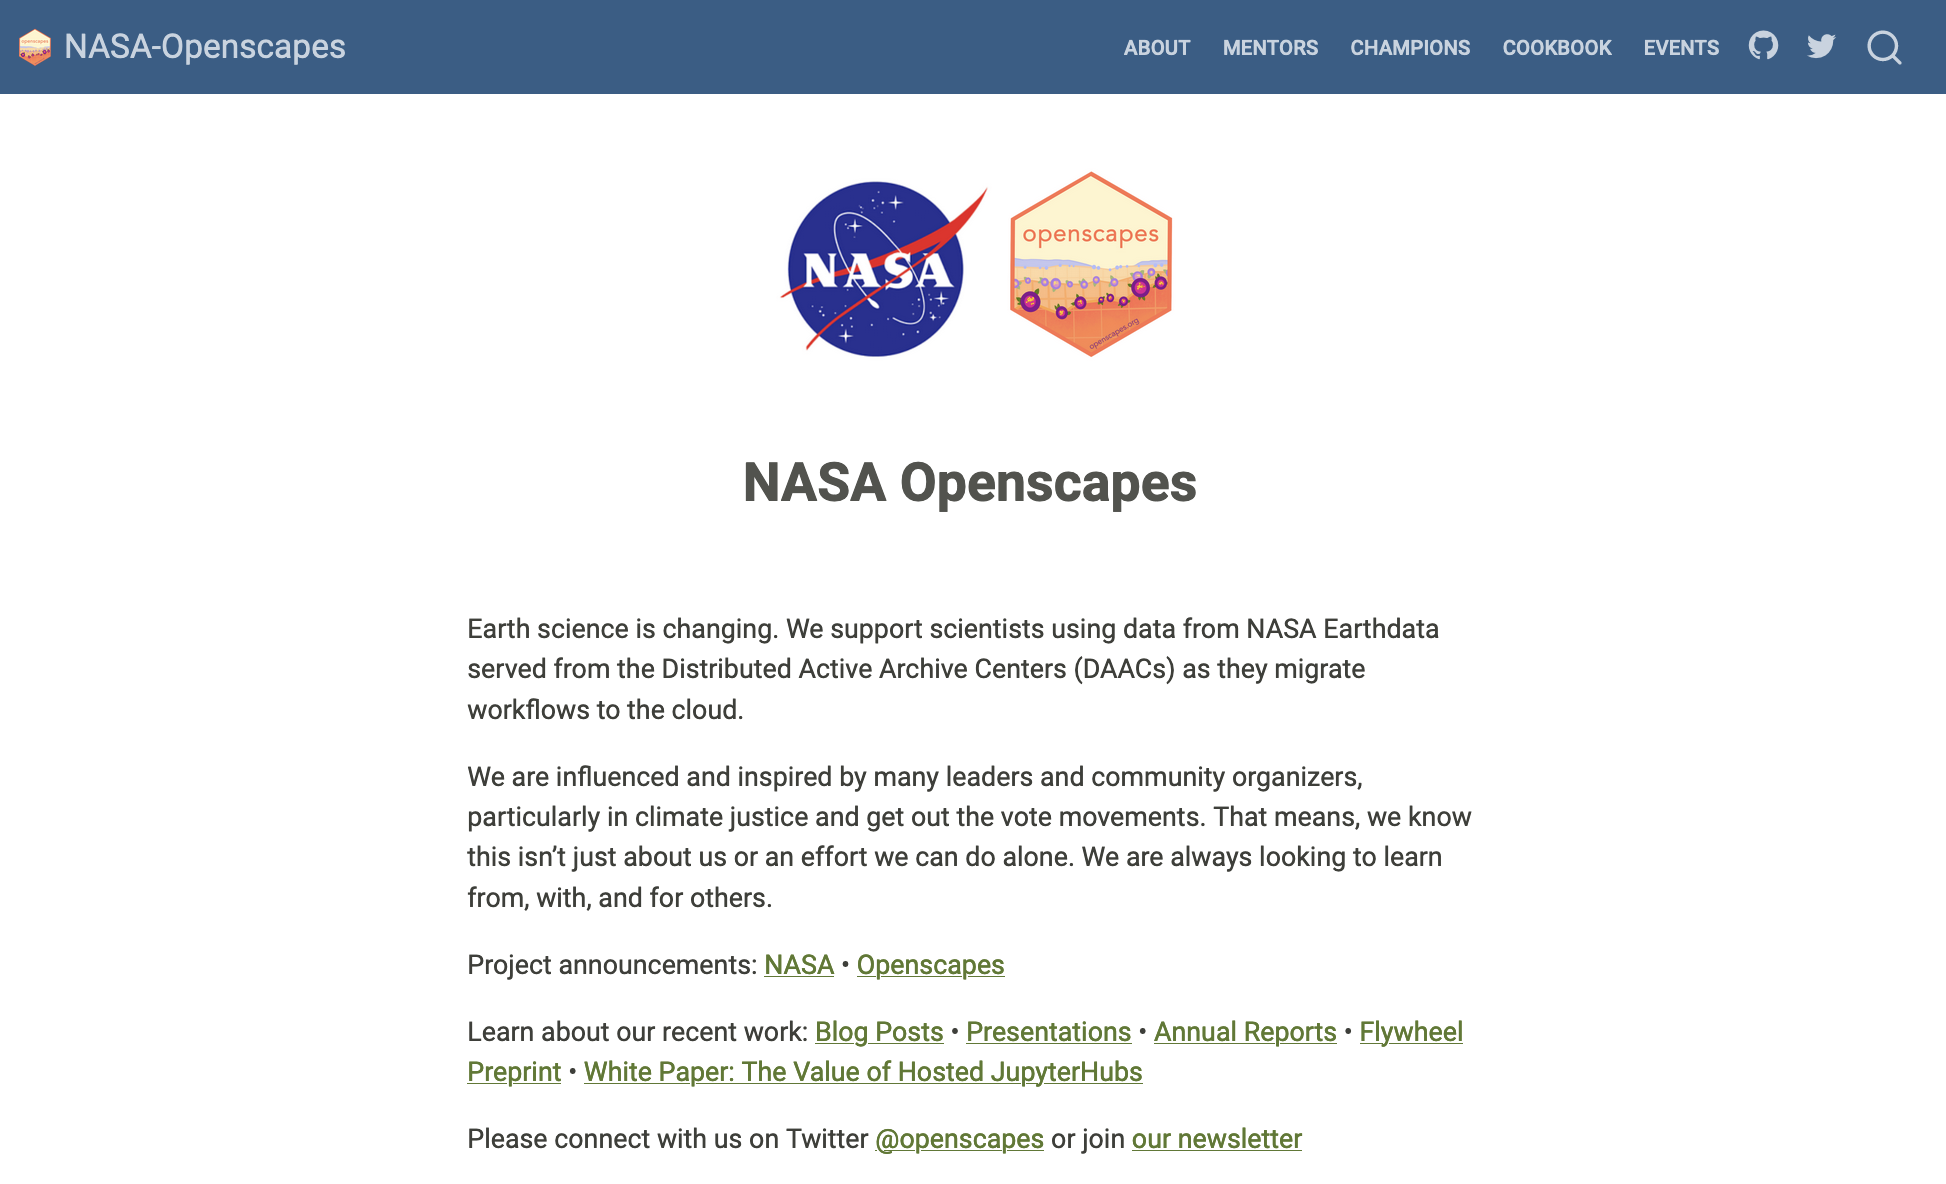 NASA-Openscapes
ABOUT MENTORS CHAMPIONS COOKBOOK EVENTS
NASA
openscapes
openscapes.org
NASA Openscapes
Earth science is changing. We support scientists using data from NASA Earthdata
served from the Distributed Active Archive Centers (DAACs) as they migrate
workflows to the cloud.
We are influenced and inspired by many leaders and community organizers,
particularly in climate justice and get out the vote movements. That means, we know
this isn’t just about us or an effort we can do alone. We are always looking to learn
from, with, and for others.
Project announcements: NASA • Openscapes
Learn about our recent work: Blog Posts • Presentations • Annual Reports • Flywheel
Preprint • White Paper: The Value of Hosted JupyterHubs
Please connect with us on Twitter @openscapes or join our newsletter